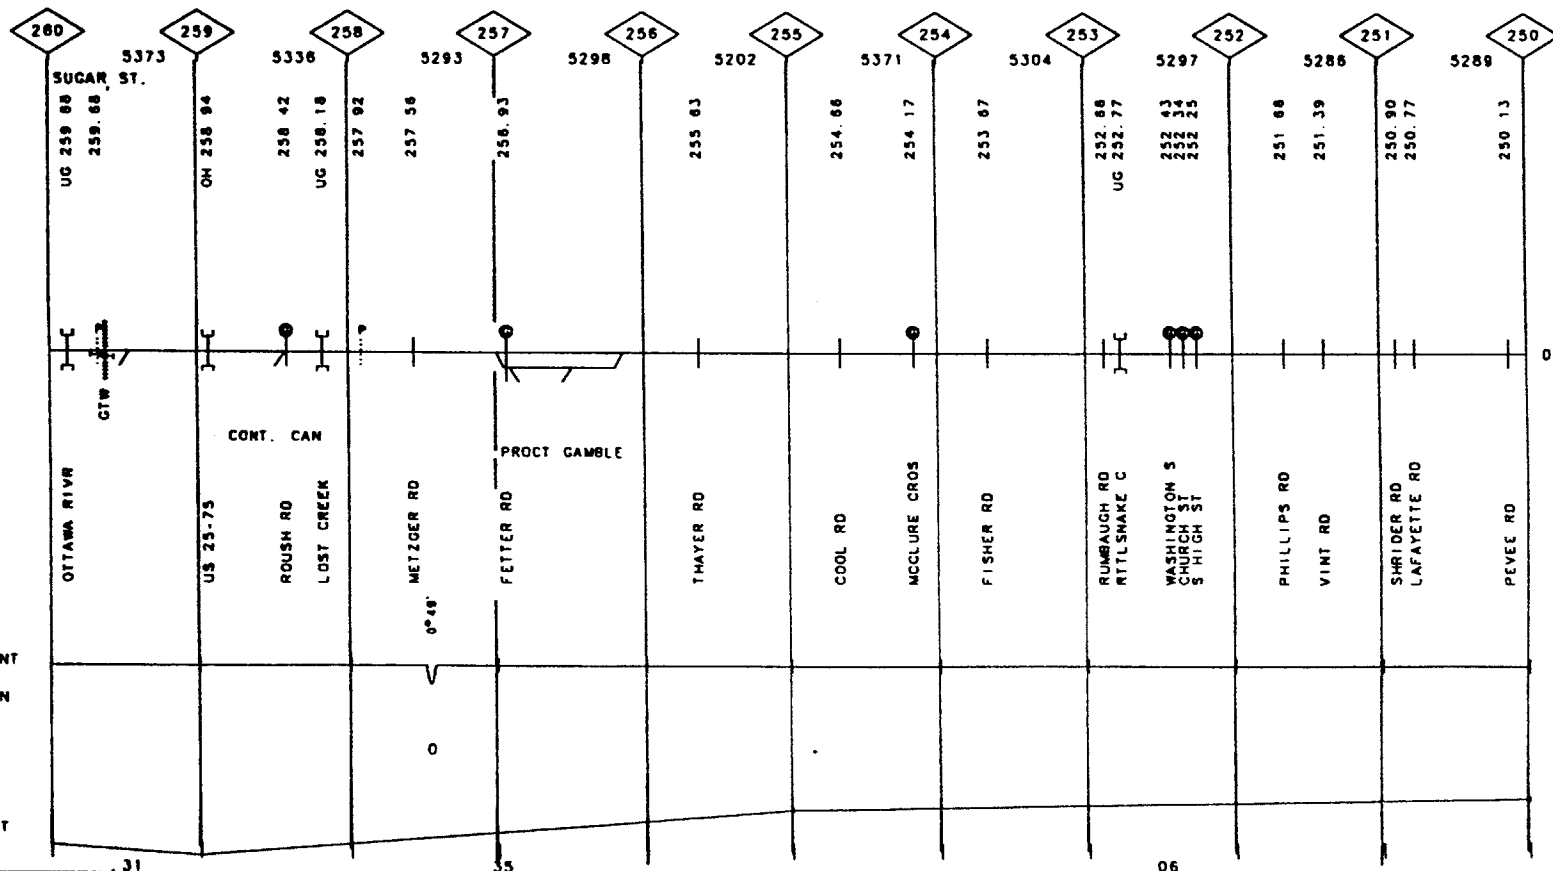 260 259 258 257 256 255 254 253 252 251 250
5373 5336 5293 5298 5202 5371 5304 5297 5286 5289
SUGAR ST.
UG 259 88
259.68
OH 258 94
258 42
UG 258.18
257 92
257 56
256.93
255 63
254.66
254 17
253 67
252.88
UG 252.77
252 43
252 34
252 25
251 68
251.39
250.90
250.77
250 13
P
0
GTW
CONT. CAN
PROCT GAMBLE
OTTAWA RIVR
US 25-75
ROUSH RD
LOST CREEK
METZGER RD
FETTER RD
THAYER RD
COOL RD
MCCLURE CROS
FISHER RD
RUMBAUGH RD
RTTLSNAKE C
WASHINGTON S
CHURCH ST
S HIGH ST
PHILLIPS RD
VINT RD
SHRIDER RD
LAFAYETTE RD
PEVEE RD
0°49'
NT
N
0
T
.31 35 06